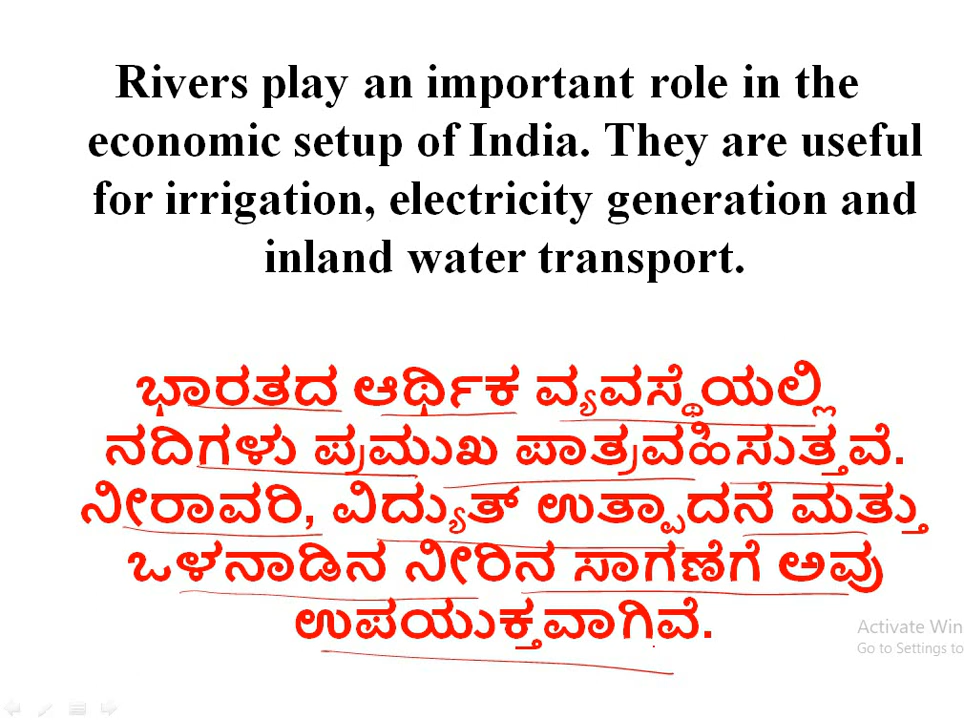 Rivers play an important role in the
economic setup of India. They are useful
for irrigation, electricity generation and
inland water transport.
ಭಾರತದ ಆರ್ಥಿಕ ವ್ಯವಸ್ಥೆಯಲ್ಲಿ
ನದಿಗಳು ಪ್ರಮುಖ ಪಾತ್ರವಹಿಸುತ್ತವೆ.
ನೀರಾವರಿ, ವಿದ್ಯುತ್ ಉತ್ಪಾದನೆ ಮತ್ತು
ಒಳನಾಡಿನ ನೀರಿನ ಸಾಗಣೆಗೆ ಅವು
ಉಪಯುಕ್ತವಾಗಿವೆ.
Activate Win
Go to Settings to